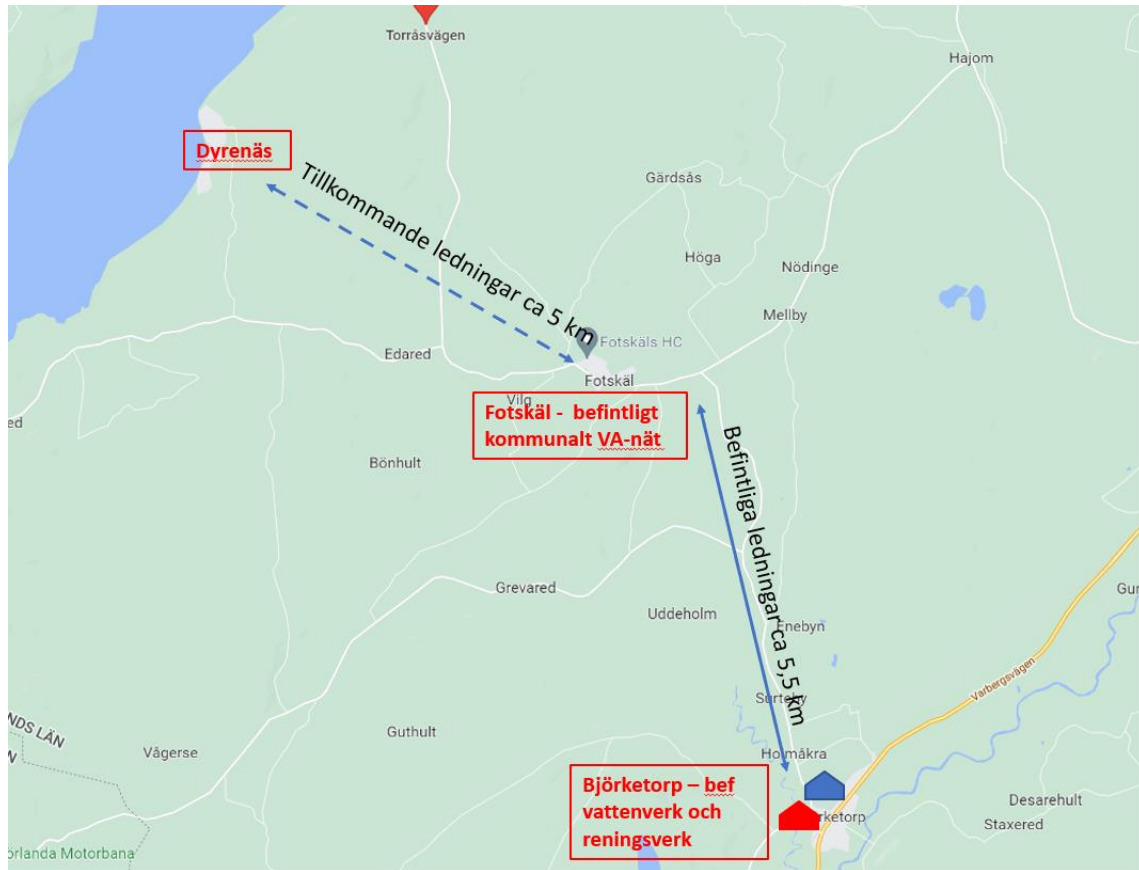 Torråsvägen
Hajom
Dyrenäs
Tillkommande ledningar ca 5 km
Gärdsås
Höga
Nödinge
Mellby
Fotskäls HC
Edared
Fotskäl
Vilg
ed
Fotskäl - befintligt
kommunalt VA-nät
Bönhult
Befintliga ledningar ca 5,5 km
Grevared
Uddeholm
Enebyn
Gun
Varbergsvägen
Surteby
NDS LÄN
N
Vågerse
Guthult
Holmåkra
Björketorp – bef
vattenverk och
reningsverk
rketorp
Desarehult
Staxered
örlanda Motorbana